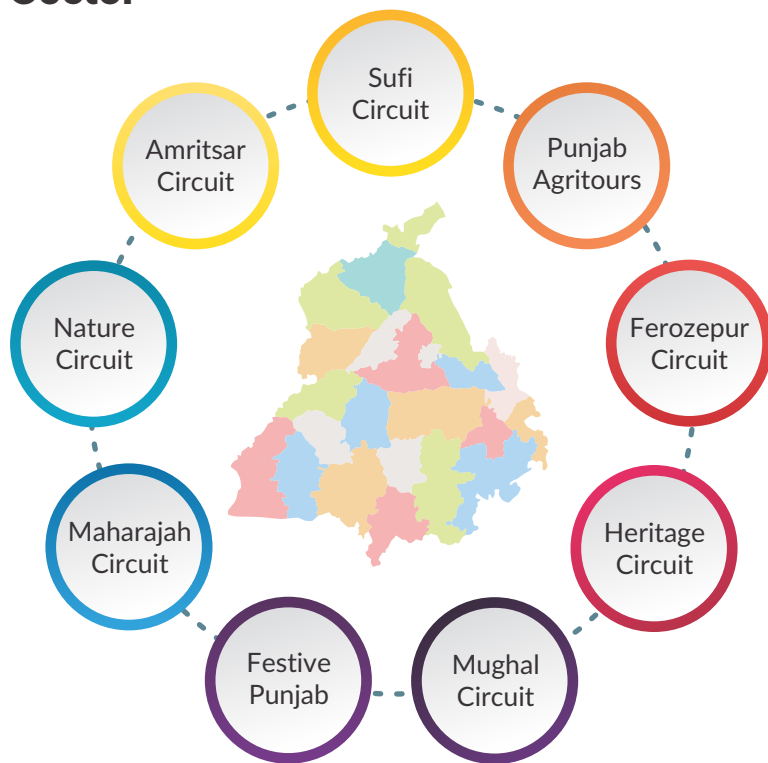 Sufi
Circuit
Punjab
Agritours
Ferozepur
Circuit
Heritage
Circuit
Mughal
Circuit
Festive
Punjab
Maharajah
Circuit
Nature
Circuit
Amritsar
Circuit